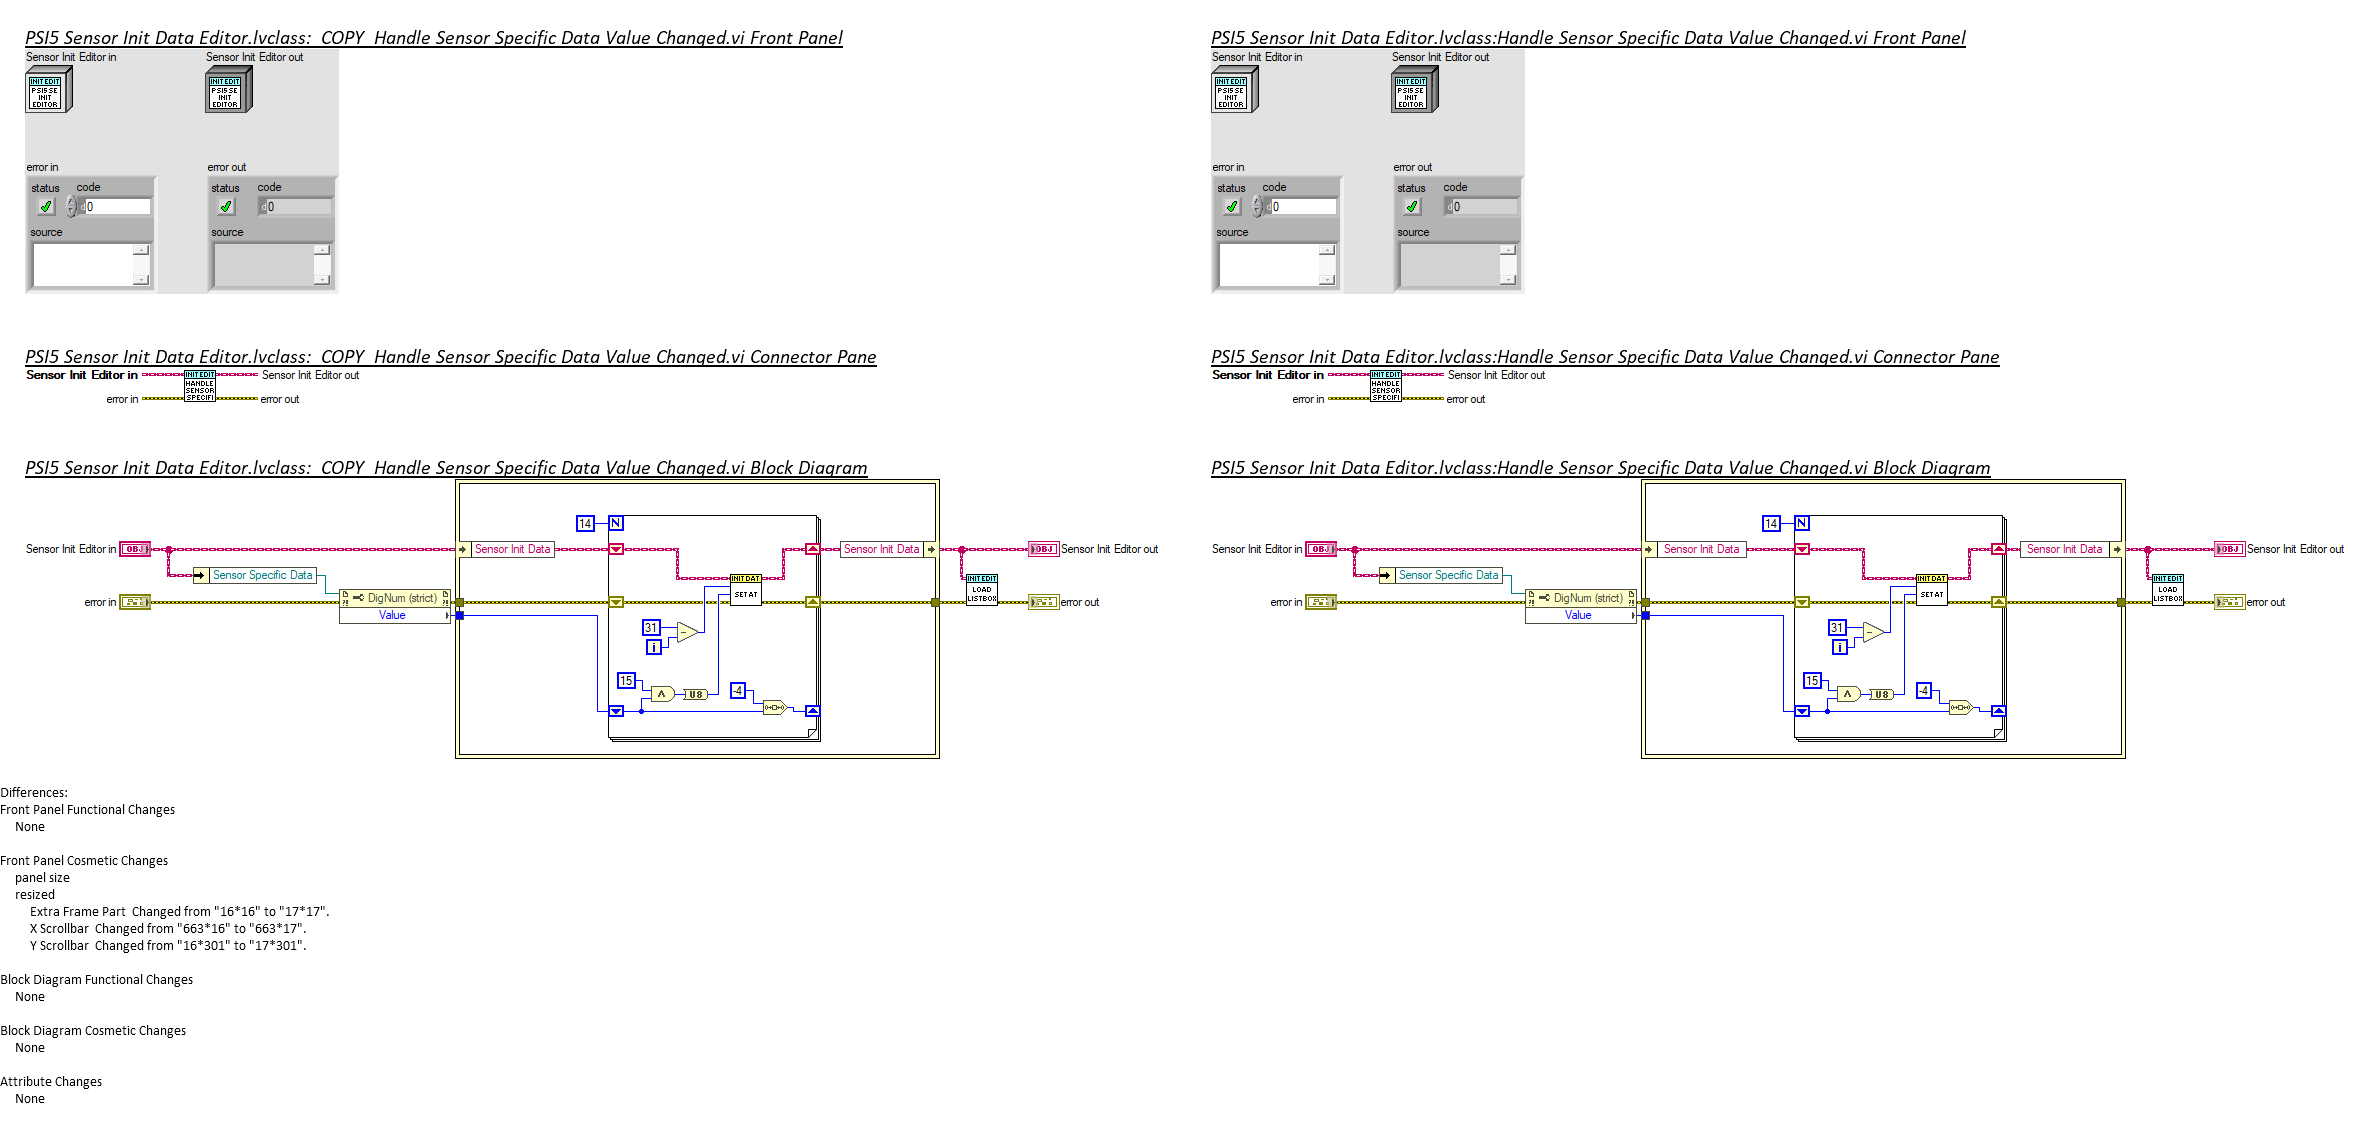 PSI5 Sensor Init Data Editor.lvclass:  COPY  Handle Sensor Specific Data Value Changed.vi Front Panel
Sensor Init Editor in
Sensor Init Editor out
INIT EDIT
PSI5 SE
INIT
EDITOR
INIT EDIT
PSI5 SE
INIT
EDITOR
error in
error out
status
code
status
code
d
0
d
0
source
source
PSI5 Sensor Init Data Editor.lvclass:Handle Sensor Specific Data Value Changed.vi Front Panel
Sensor Init Editor in
Sensor Init Editor out
INIT EDIT
PSI5 SE
INIT
EDITOR
INIT EDIT
PSI5 SE
INIT
EDITOR
error in
error out
status
code
status
code
d
0
d
0
source
source
PSI5 Sensor Init Data Editor.lvclass:  COPY  Handle Sensor Specific Data Value Changed.vi Connector Pane
Sensor Init Editor in
INIT EDIT
HANDLE
SENSOR
SPECIFI
Sensor Init Editor out
error in
error out
PSI5 Sensor Init Data Editor.lvclass:Handle Sensor Specific Data Value Changed.vi Connector Pane
Sensor Init Editor in
INIT EDIT
HANDLE
SENSOR
SPECIFI
Sensor Init Editor out
error in
error out
PSI5 Sensor Init Data Editor.lvclass:  COPY  Handle Sensor Specific Data Value Changed.vi Block Diagram
14
N
Sensor Init Editor in
OBJ
Sensor Init Data
Sensor Init Data
OBJ
Sensor Init Editor out
Sensor Specific Data
INIT DAT
SET AT
INIT EDIT
LOAD
LISTBOX
error in
DigNum (strict)
Value
error out
31
i
15
U8
-4
PSI5 Sensor Init Data Editor.lvclass:Handle Sensor Specific Data Value Changed.vi Block Diagram
14
N
Sensor Init Editor in
OBJ
Sensor Init Data
Sensor Init Data
OBJ
Sensor Init Editor out
Sensor Specific Data
INIT DAT
SET AT
INIT EDIT
LOAD
LISTBOX
error in
DigNum (strict)
Value
error out
31
i
15
U8
-4
Differences:
Front Panel Functional Changes
None
Front Panel Cosmetic Changes
panel size
resized
Extra Frame Part  Changed from "16*16" to "17*17".
X Scrollbar  Changed from "663*16" to "663*17".
Y Scrollbar  Changed from "16*301" to "17*301".
Block Diagram Functional Changes
None
Block Diagram Cosmetic Changes
None
Attribute Changes
None